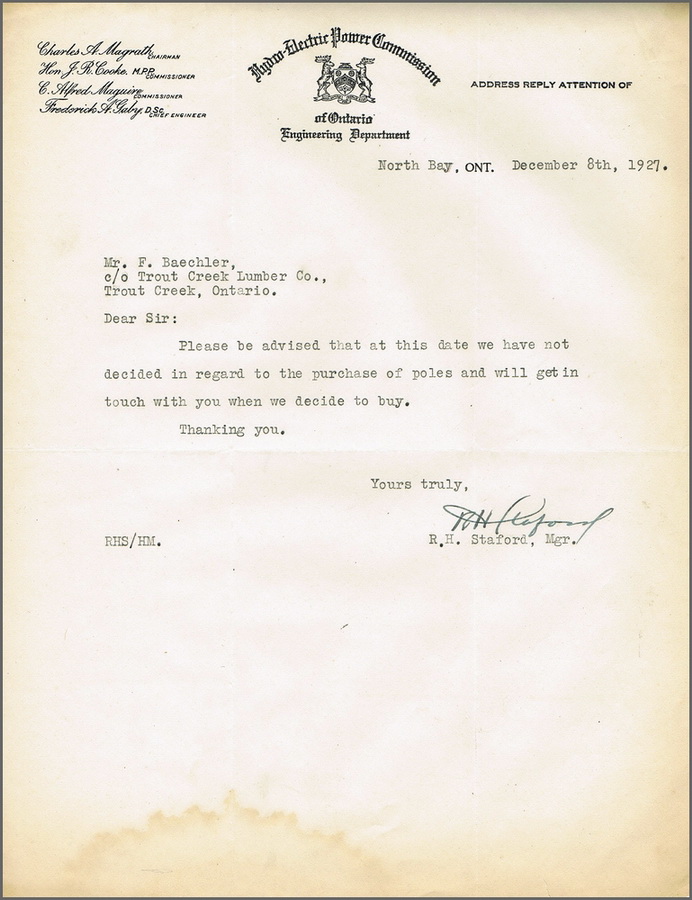 Charles A. Magrath, CHAIRMAN
Hon J. R. Cooke. M.P.P. COMMISSIONER
C. Alfred Maguire COMMISSIONER
Frederick A. Gaby, D.Sc. CHIEF ENGINEER
Hydro-Electric Power Commission
of Ontario
Engineering Department
ADDRESS REPLY ATTENTION OF
North Bay, ONT. December 8th, 1927.
Mr. F. Baechler,
c/o Trout Creek Lumber Co.,
Trout Creek, Ontario.
Dear Sir:
Please be advised that at this date we have not
decided in regard to the purchase of poles and will get in
touch with you when we decide to buy.
Thanking you.
Yours truly,
RH Staford
RHS/HM.
R.H. Staford, Mgr.